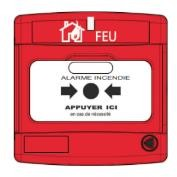 FEU
ALARME INCENDIE
APPUYER ICI
en cas de nécessité